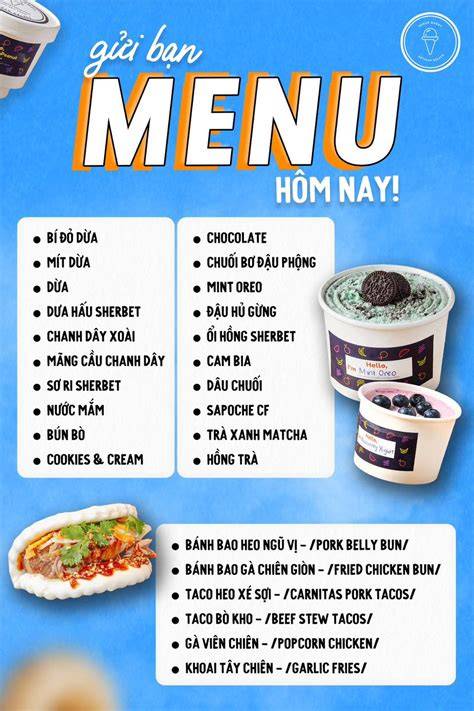 gửi bạn
MENU
HÔM NAY!
BÍ ĐỎ DỪA
MÍT DỪA
DỪA
DƯA HẤU SHERBET
CHANH DÂY XOÀI
MÃNG CẦU CHANH DÂY
SƠ RI SHERBET
NƯỚC MẮM
BÚN BÒ
COOKIES & CREAM
CHOCOLATE
CHUỐI BƠ ĐẬU PHỘNG
MINT OREO
ĐẬU HỦ GỪNG
ỔI HỒNG SHERBET
CAM BIA
DÂU CHUỐI
SAPOCHE CF
TRÀ XANH MATCHA
HỒNG TRÀ
Hello,
I'm Mint Oreo
Hello,
BÁNH BAO HEO NGŨ VỊ – /PORK BELLY BUN/
BÁNH BAO GÀ CHIÊN GIÒN – /FRIED CHICKEN BUN/
TACO HEO XÉ SỢI – /CARNITAS PORK TACOS/
TACO BÒ KHO – /BEEF STEW TACOS/
GÀ VIÊN CHIÊN – /POPCORN CHICKEN/
KHOAI TÂY CHIÊN – /GARLIC FRIES/